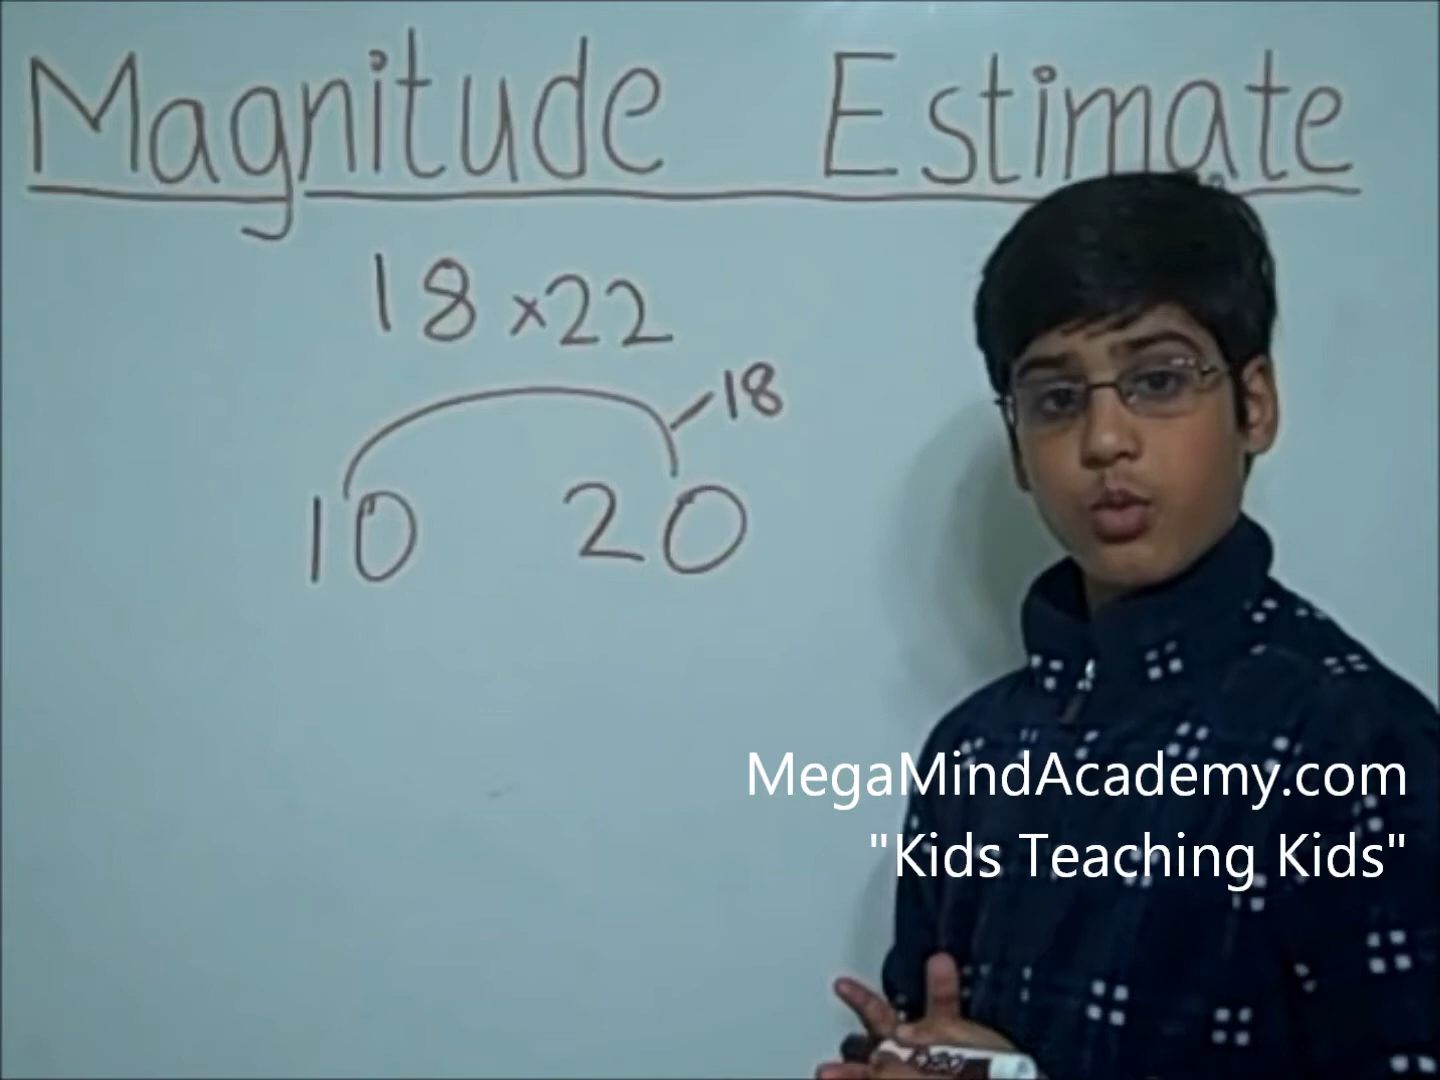 Magnitude Estimate
18 x 22
18
10 20
MegaMindAcademy.com
"Kids Teaching Kids"